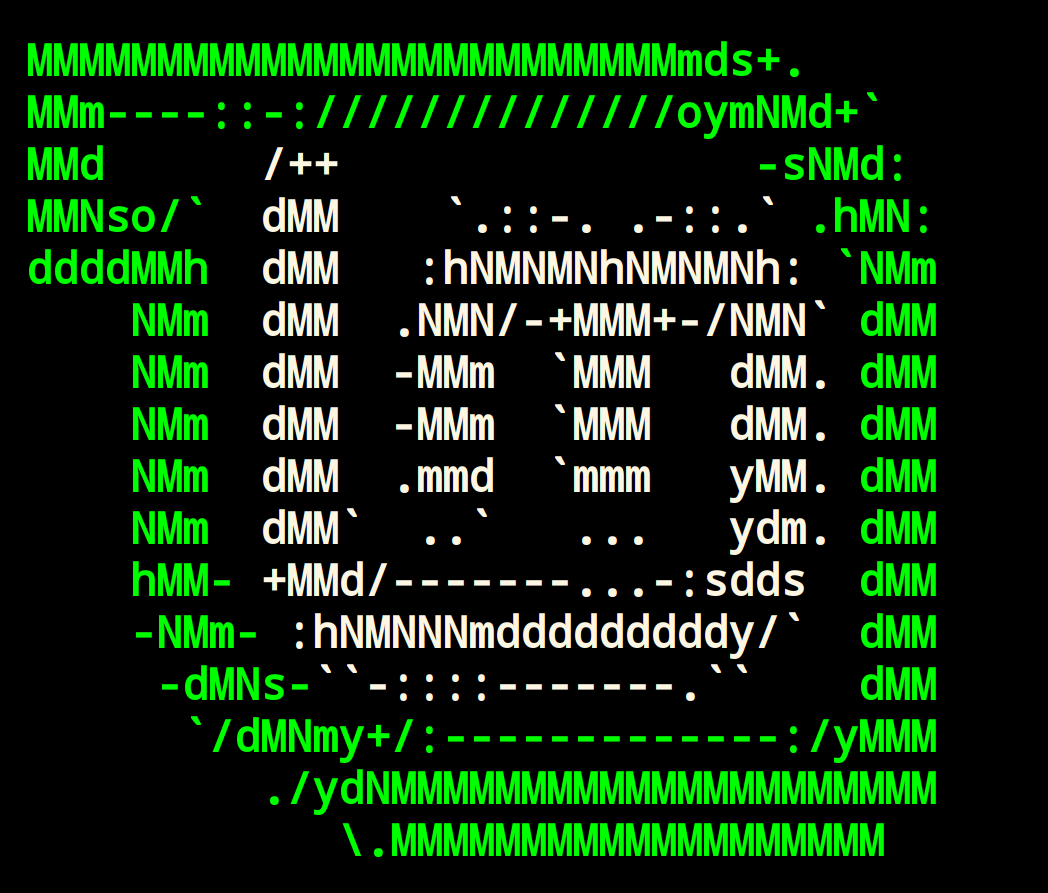 MMMMMMMMMMMMMMMMMMMMMMMMMmds+.
MMm----::-://////////////oymNMd+`
MMd      /++                -sNMd:
MMNso/`  dMM    `.::-. .-::.` .hMN:
ddddMMh  dMM   :hNMNMNhNMNMNh: `NMm
    NMm  dMM  .NMN/-+MMM+-/NMN` dMM
    NMm  dMM  -MMm  `MMM   dMM. dMM
    NMm  dMM  -MMm  `MMM   dMM. dMM
    NMm  dMM  .mmd  `mmm   yMM. dMM
    NMm  dMM`  ..`   ...   ydm. dMM
    hMM- +MMd/-------...-:sdds  dMM
    -NMm- :hNMNNNmdddddddddy/`  dMM
     -dMNs-``-::::-------.``    dMM
      `/dMNmy+/:-------------:/yMMM
         ./ydNMMMMMMMMMMMMMMMMMMMMM
            \.MMMMMMMMMMMMMMMMMMM